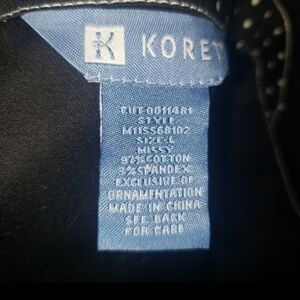 K KORET
CUT-0011481
STYLE
M11SS68102
SIZE-L
MISSY
97%COTTON
3%SPANDEX
EXCLUSIVE OF
ORNAMENTATION
MADE IN CHINA
SEE BACK
FOR CARE